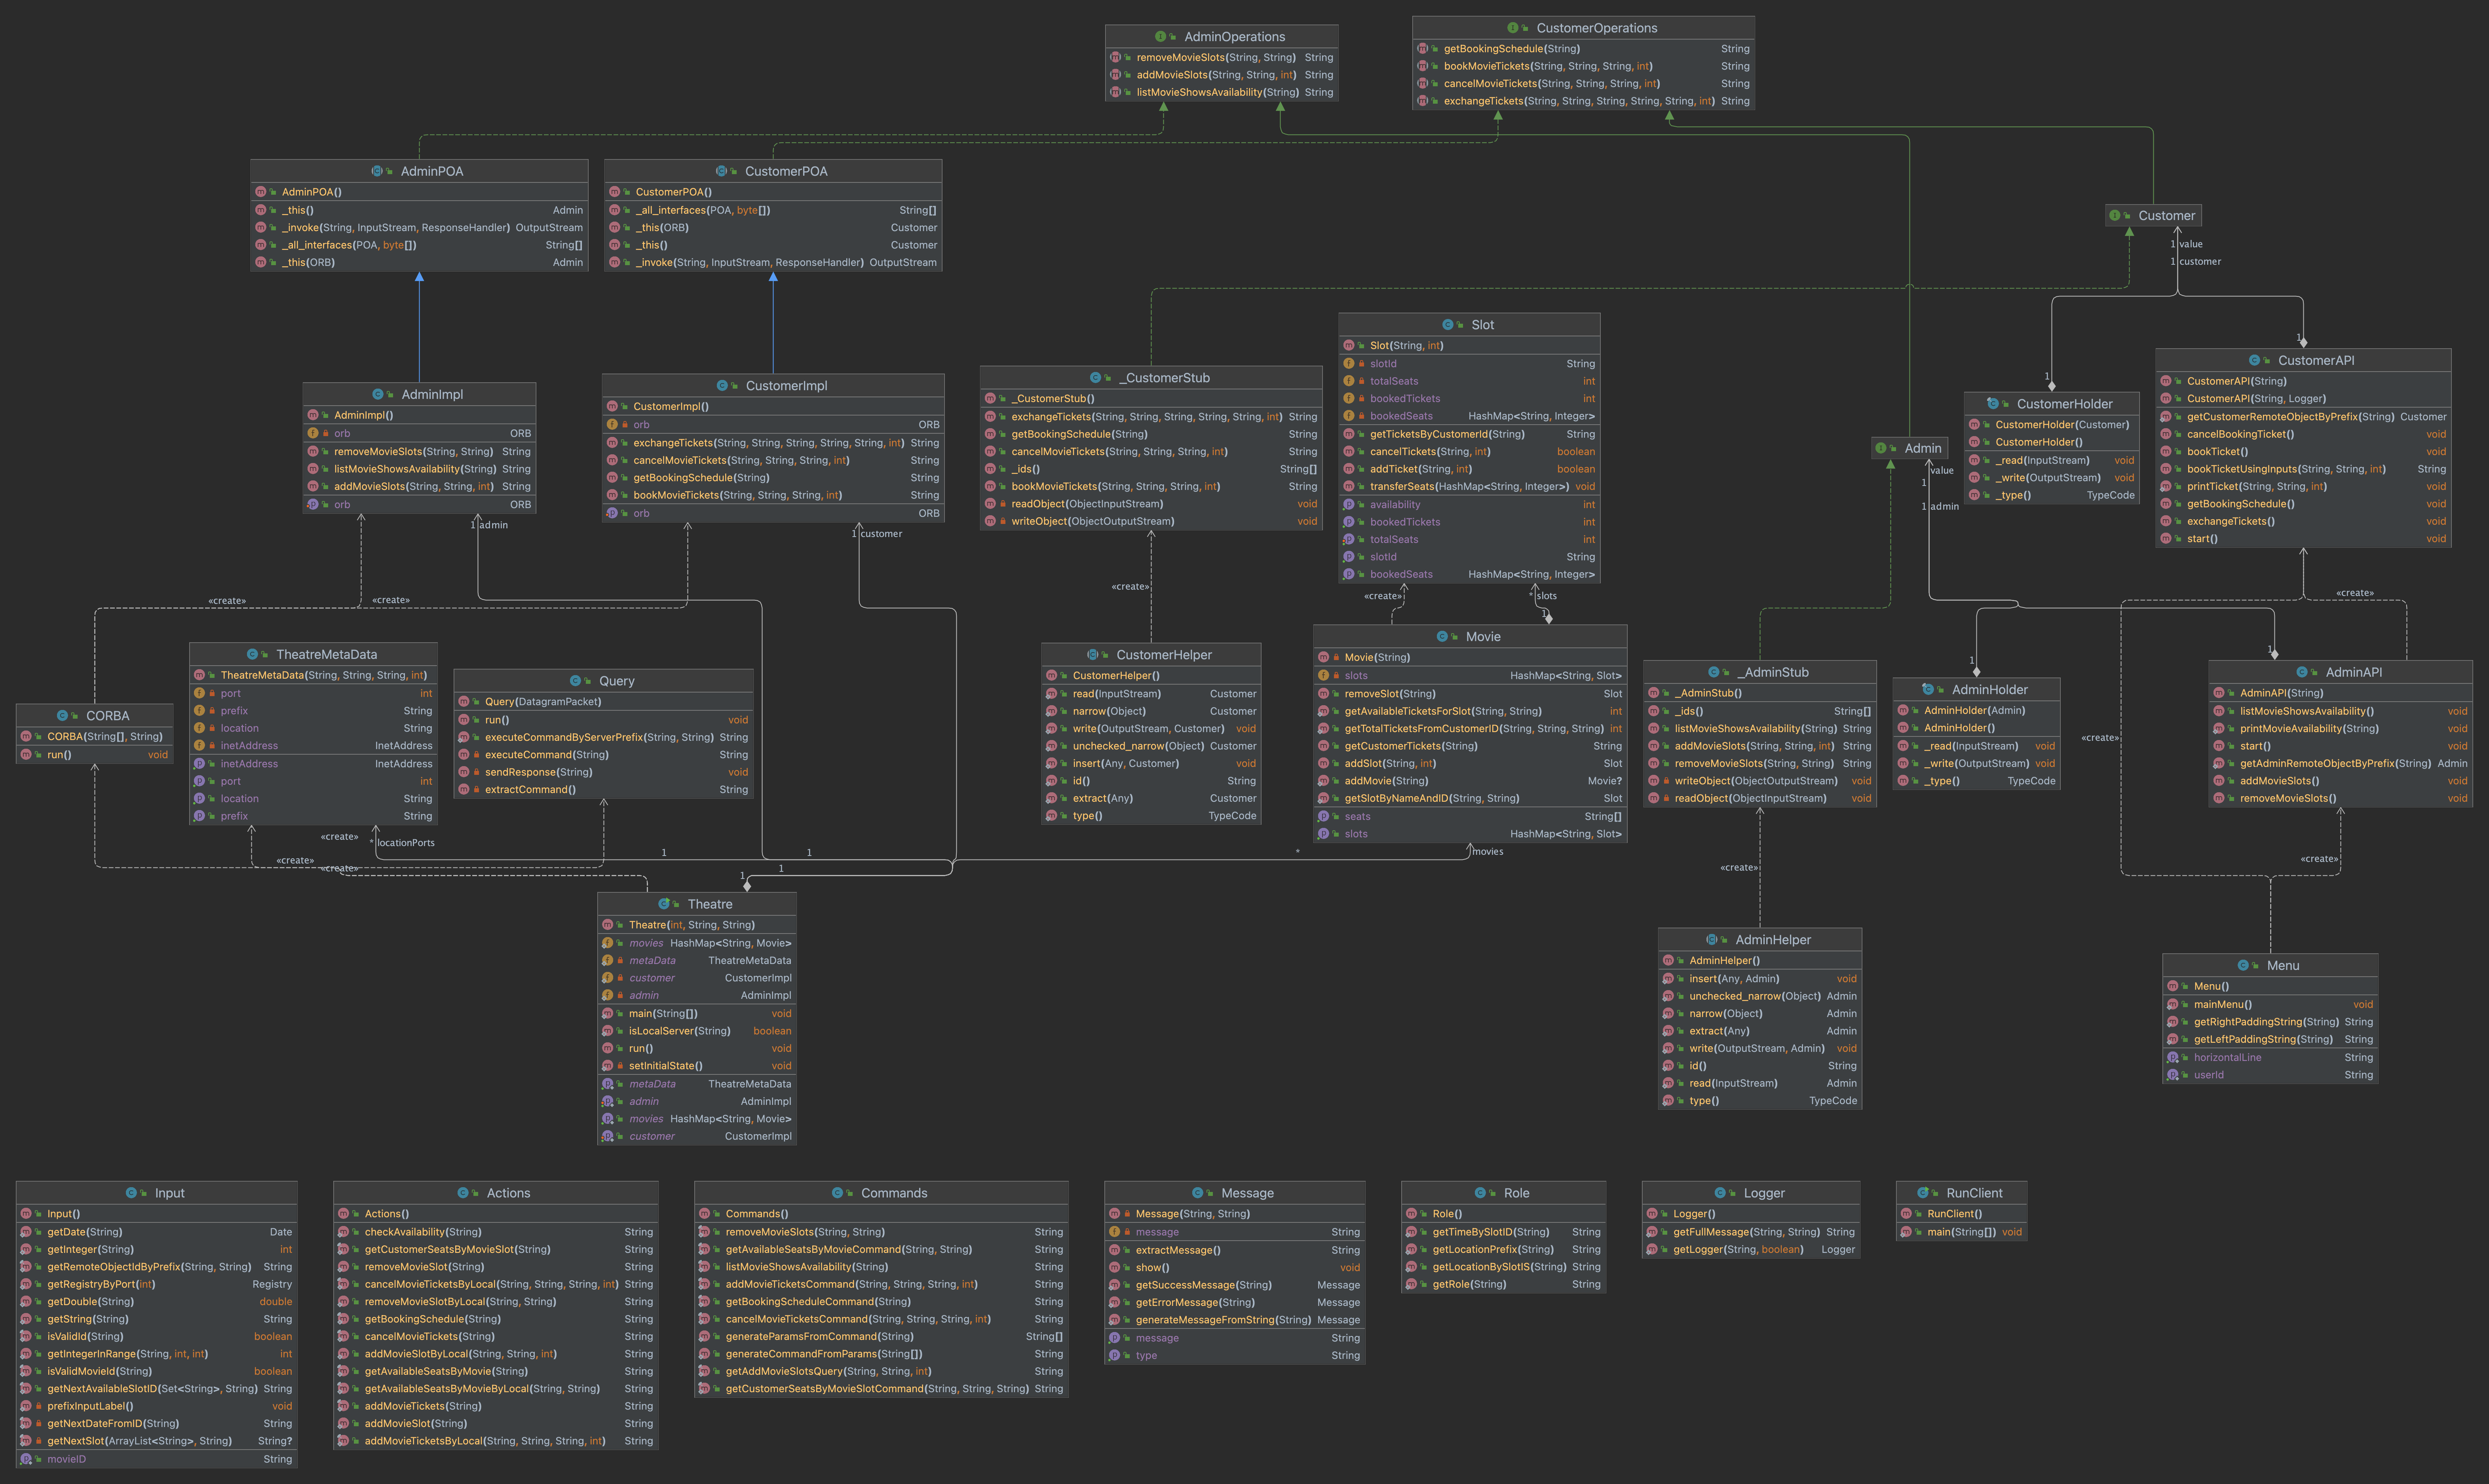 AdminOperations
removeMovieSlots(String, String) String
addMovieSlots(String, String, int) String
listMovieShowsAvailability(String) String
CustomerOperations
getBookingSchedule(String) String
bookMovieTickets(String, String, String, int) String
cancelMovieTickets(String, String, String, int) String
exchangeTickets(String, String, String, String, String, int) String
AdminPOA
AdminPOA()
_this() Admin
_invoke(String, InputStream, ResponseHandler) OutputStream
_all_interfaces(POA, byte[]) String[]
_this(ORB) Admin
CustomerPOA
CustomerPOA()
_all_interfaces(POA, byte[]) String[]
_this(ORB) Customer
_this() Customer
_invoke(String, InputStream, ResponseHandler) OutputStream
Customer
1 value
1 customer
Slot
Slot(String, int)
slotId String
totalSeats int
bookedTickets int
bookedSeats HashMap<String, Integer>
getTicketsByCustomerId(String) String
cancelTickets(String, int) boolean
addTicket(String, int) boolean
transferSeats(HashMap<String, Integer>) void
availability int
bookedTickets int
totalSeats int
slotId String
bookedSeats HashMap<String, Integer>
AdminImpl
AdminImpl()
orb ORB
removeMovieSlots(String, String) String
listMovieShowsAvailability(String) String
addMovieSlots(String, String, int) String
orb ORB
CustomerImpl
CustomerImpl()
orb ORB
exchangeTickets(String, String, String, String, String, int) String
cancelMovieTickets(String, String, String, int) String
getBookingSchedule(String) String
bookMovieTickets(String, String, String, int) String
orb ORB
_CustomerStub
_CustomerStub()
exchangeTickets(String, String, String, String, String, int) String
getBookingSchedule(String) String
cancelMovieTickets(String, String, String, int) String
_ids() String[]
bookMovieTickets(String, String, String, int) String
readObject(ObjectInputStream) void
writeObject(ObjectOutputStream) void
1
CustomerAPI
CustomerAPI(String)
CustomerAPI(String, Logger)
getCustomerRemoteObjectByPrefix(String) Customer
cancelBookingTicket() void
bookTicket() void
bookTicketUsingInputs(String, String, int) String
printTicket(String, String, int) void
getBookingSchedule() void
exchangeTickets() void
start() void
1
CustomerHolder
CustomerHolder(Customer)
CustomerHolder()
_read(InputStream) void
_write(OutputStream) void
_type() TypeCode
Admin
value
1
1 admin
1 admin
1 customer
«create»
«create»
«create»
«create»
* slots
1
«create»
TheatreMetaData
TheatreMetaData(String, String, String, int)
port int
prefix String
location String
inetAddress InetAddress
inetAddress InetAddress
port int
location String
prefix String
Query
Query(DatagramPacket)
run() void
executeCommandByServerPrefix(String, String) String
executeCommand(String) String
sendResponse(String) void
extractCommand() String
CORBA
CORBA(String[], String)
run() void
CustomerHelper
CustomerHelper()
read(InputStream) Customer
narrow(Object) Customer
write(OutputStream, Customer) void
unchecked_narrow(Object) Customer
insert(Any, Customer) void
id() String
extract(Any) Customer
type() TypeCode
Movie
Movie(String)
slots HashMap<String, Slot>
removeSlot(String) Slot
getAvailableTicketsForSlot(String, String) int
getTotalTicketsFromCustomerID(String, String, String) int
getCustomerTickets(String) String
addSlot(String, int) Slot
addMovie(String) Movie?
getSlotByNameAndID(String, String) Slot
seats String[]
slots HashMap<String, Slot>
_AdminStub
_AdminStub()
_ids() String[]
listMovieShowsAvailability(String) String
addMovieSlots(String, String, int) String
removeMovieSlots(String, String) String
writeObject(ObjectOutputStream) void
readObject(ObjectInputStream) void
1
AdminHolder
AdminHolder(Admin)
AdminHolder()
_read(InputStream) void
_write(OutputStream) void
_type() TypeCode
«create»
1
AdminAPI
AdminAPI(String)
listMovieShowsAvailability() void
printMovieAvailability(String) void
start() void
getAdminRemoteObjectByPrefix(String) Admin
addMovieSlots() void
removeMovieSlots() void
«create»
* locationPorts
«create»
«create»
1
1
1
1
*
movies
«create»
«create»
Theatre
Theatre(int, String, String)
movies HashMap<String, Movie>
metaData TheatreMetaData
customer CustomerImpl
admin AdminImpl
main(String[]) void
isLocalServer(String) boolean
run() void
setInitialState() void
metaData TheatreMetaData
admin AdminImpl
movies HashMap<String, Movie>
customer CustomerImpl
AdminHelper
AdminHelper()
insert(Any, Admin) void
unchecked_narrow(Object) Admin
narrow(Object) Admin
extract(Any) Admin
write(OutputStream, Admin) void
id() String
read(InputStream) Admin
type() TypeCode
Menu
Menu()
mainMenu() void
getRightPaddingString(String) String
getLeftPaddingString(String) String
horizontalLine String
userId String
Input
Input()
getDate(String) Date
getInteger(String) int
getRemoteObjectIdByPrefix(String, String) String
getRegistryByPort(int) Registry
getDouble(String) double
getString(String) String
isValidId(String) boolean
getIntegerInRange(String, int, int) int
isValidMovieId(String) boolean
getNextAvailableSlotID(Set<String>, String) String
prefixInputLabel() void
getNextDateFromID(String) String
getNextSlot(ArrayList<String>, String) String?
movieID String
Actions
Actions()
checkAvailability(String) String
getCustomerSeatsByMovieSlot(String) String
removeMovieSlot(String) String
cancelMovieTicketsByLocal(String, String, String, int) String
removeMovieSlotByLocal(String, String) String
getBookingSchedule(String) String
cancelMovieTickets(String) String
addMovieSlotByLocal(String, String, int) String
getAvailableSeatsByMovie(String) String
getAvailableSeatsByMovieByLocal(String, String) String
addMovieTickets(String) String
addMovieSlot(String) String
addMovieTicketsByLocal(String, String, String, int) String
Commands
Commands()
removeMovieSlots(String, String) String
getAvailableSeatsByMovieCommand(String, String) String
listMovieShowsAvailability(String) String
addMovieTicketsCommand(String, String, String, int) String
getBookingScheduleCommand(String) String
cancelMovieTicketsCommand(String, String, String, int) String
generateParamsFromCommand(String) String[]
generateCommandFromParams(String[]) String
getAddMovieSlotsQuery(String, String, int) String
getCustomerSeatsByMovieSlotCommand(String, String, String) String
Message
Message(String, String)
message String
extractMessage() String
show() void
getSuccessMessage(String) Message
getErrorMessage(String) Message
generateMessageFromString(String) Message
message String
type String
Role
Role()
getTimeBySlotID(String) String
getLocationPrefix(String) String
getLocationBySlotIS(String) String
getRole(String) String
Logger
Logger()
getFullMessage(String, String) String
getLogger(String, boolean) Logger
RunClient
RunClient()
main(String[]) void